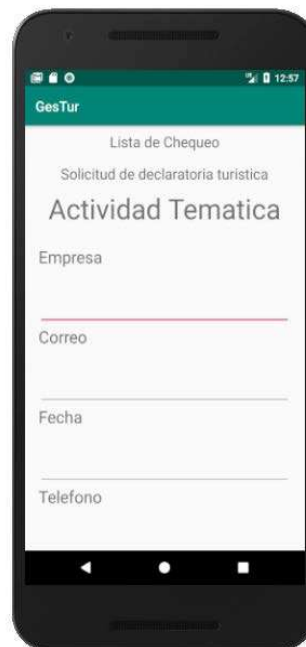 12:57
GesTur
Lista de Chequeo
Solicitud de declaratoria turistica
Actividad Tematica
Empresa
Correo
Fecha
Telefono